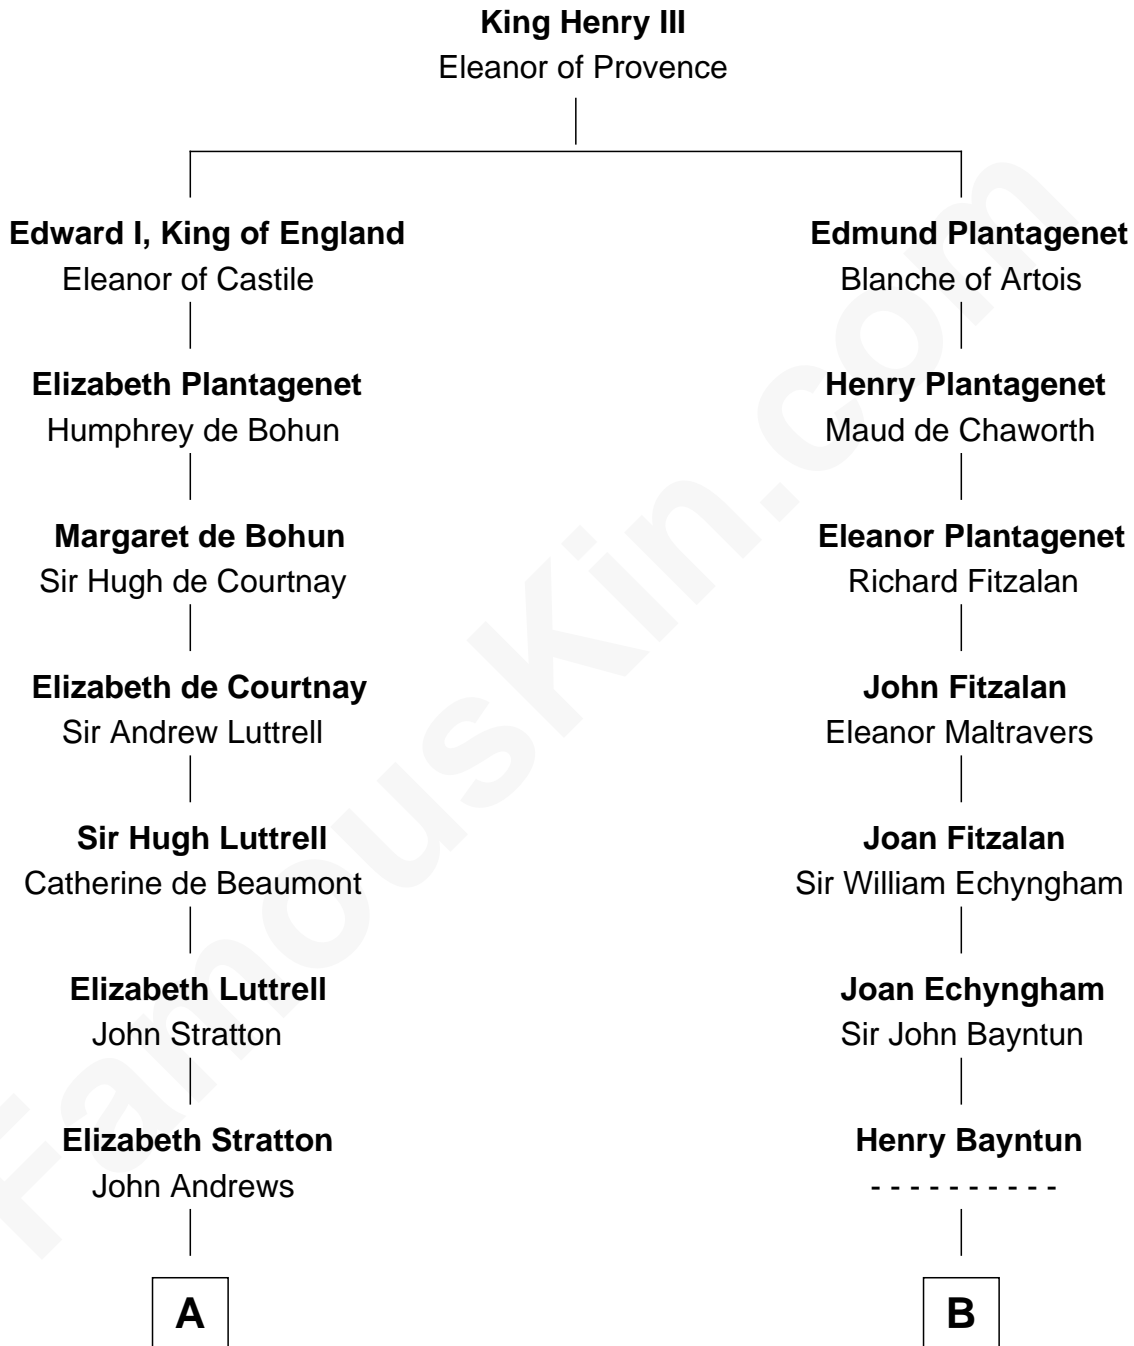 King Henry III
Eleanor of Provence
Edward I, King of England
Eleanor of Castile
Elizabeth Plantagenet
Humphrey de Bohun
Margaret de Bohun
Sir Hugh de Courtnay
Elizabeth de Courtnay
Sir Andrew Luttrell
Sir Hugh Luttrell
Catherine de Beaumont
Elizabeth Luttrell
John Stratton
Elizabeth Stratton
John Andrews
A
Edmund Plantagenet
Blanche of Artois
Henry Plantagenet
Maud de Chaworth
Eleanor Plantagenet
Richard Fitzalan
John Fitzalan
Eleanor Maltravers
Joan Fitzalan
Sir William Echyngham
Joan Echyngham
Sir John Bayntun
Henry Bayntun
- - - - - - - - - -
B
FamousKin.com